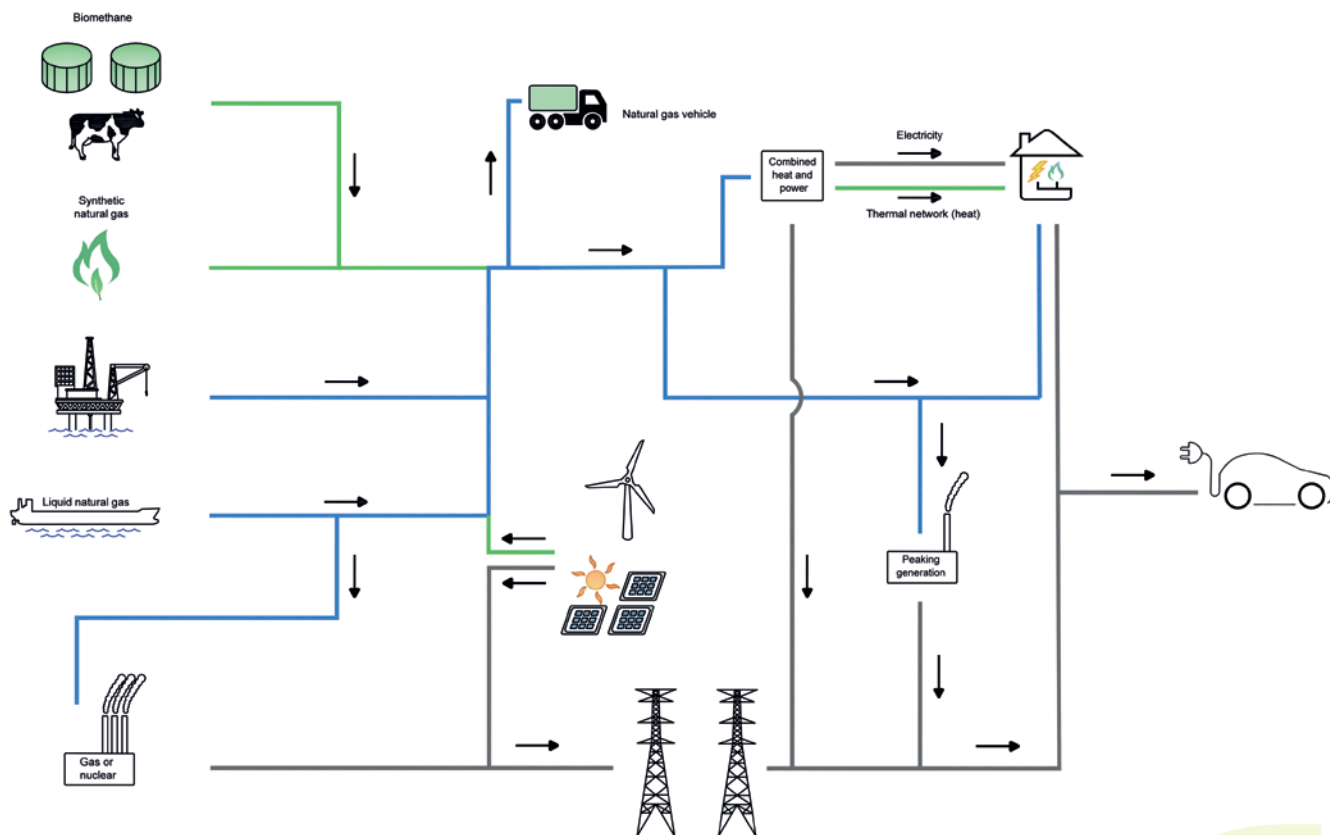 Biomethane
Natural gas vehicle
Electricity
Combined
heat and
power
Thermal network (heat)
Synthetic
natural gas
Liquid natural gas
Peaking
generation
Gas or
nuclear